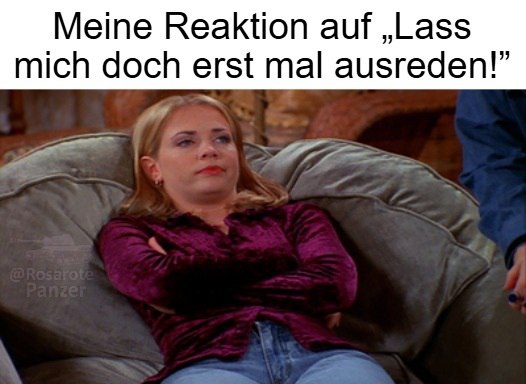 Meine Reaktion auf „Lass
mich doch erst mal ausreden!”
@Rosarote
Panzer